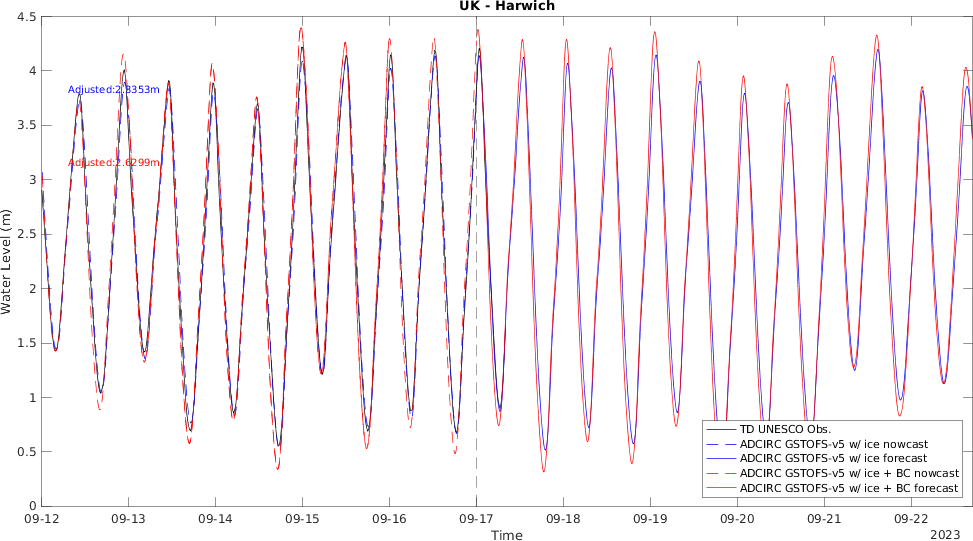 UK - Harwich
4.5
4
3.5
3
2.5
2
1.5
1
0.5
0
Water Level (m)
Adjusted:2.8353m
Adjusted:2.6299m
TD UNESCO Obs.
ADCIRC GSTOFS-v5 w/ ice nowcast
ADCIRC GSTOFS-v5 w/ ice forecast
ADCIRC GSTOFS-v5 w/ ice + BC nowcast
ADCIRC GSTOFS-v5 w/ ice + BC forecast
09-12 09-13 09-14 09-15 09-16 09-17 09-18 09-19 09-20 09-21 09-22
Time
2023